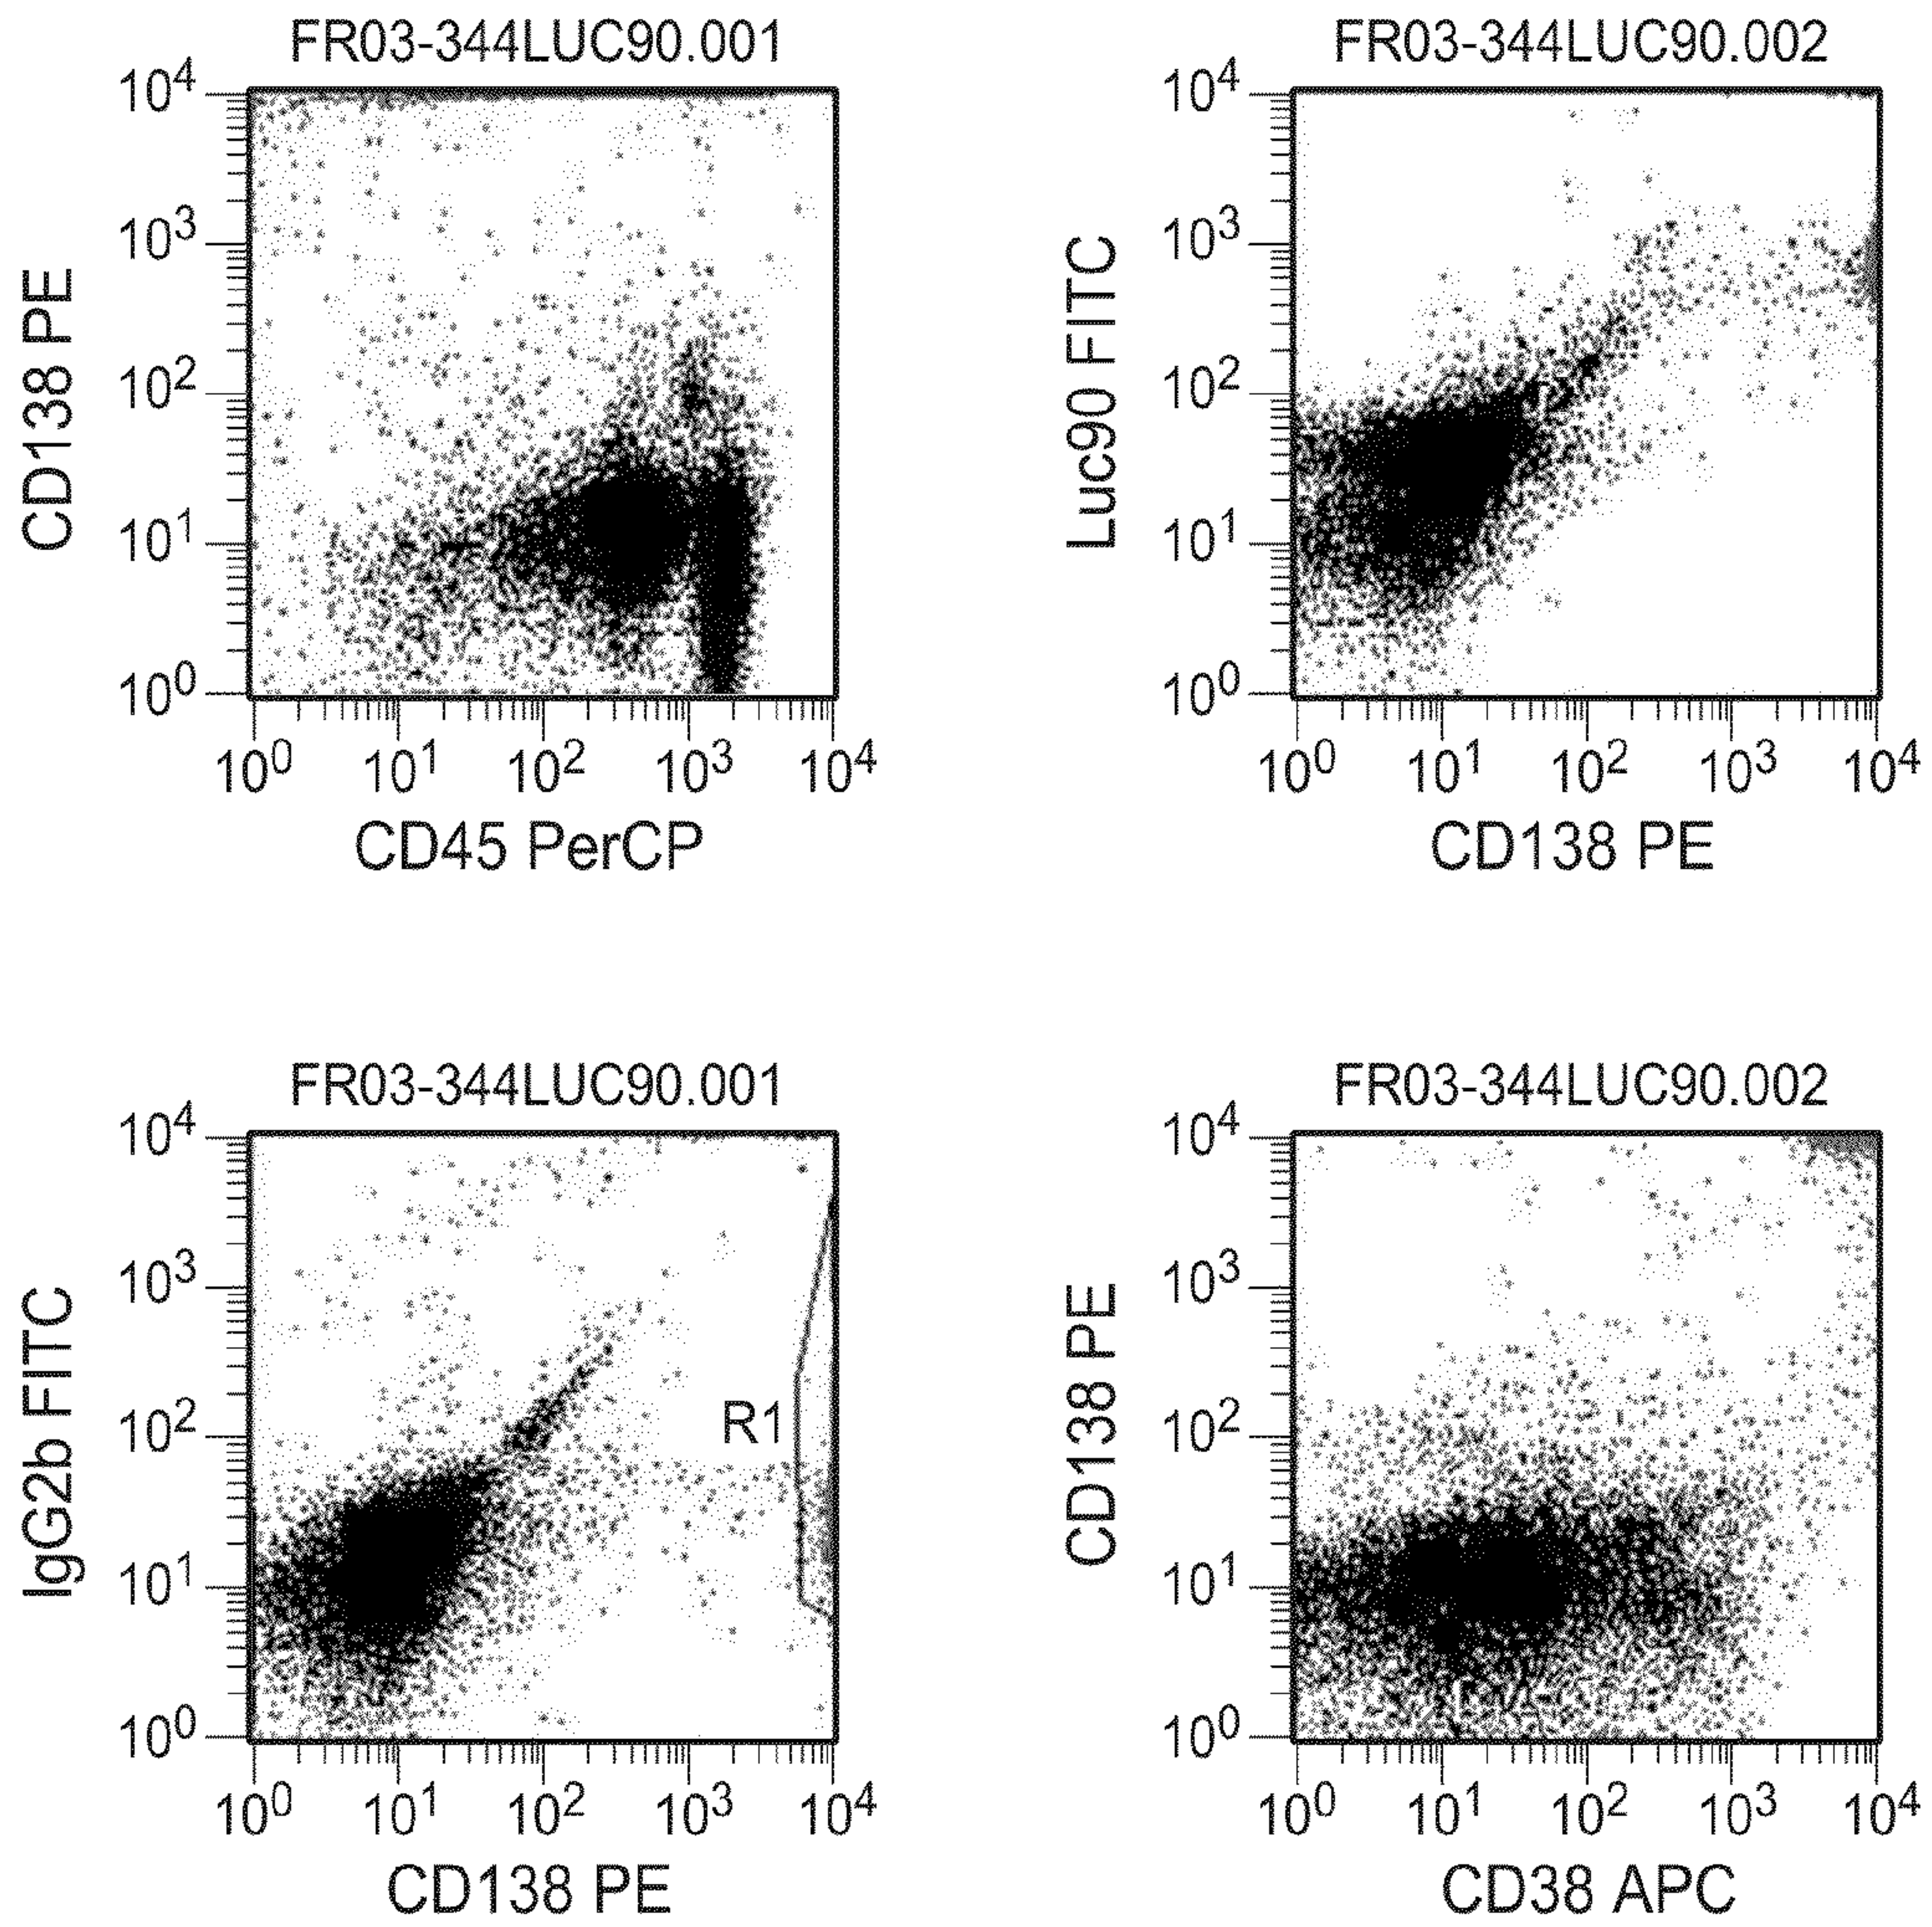 FR03-344LUC90.001
10^4
10^3
10^2
10^1
10^0
CD138 PE
10^0 10^1 10^2 10^3 10^4
CD45 PerCP
FR03-344LUC90.002
10^4
10^3
10^2
10^1
10^0
Luc90 FITC
10^0 10^1 10^2 10^3 10^4
CD138 PE
FR03-344LUC90.001
10^4
10^3
10^2
10^1
10^0
IgG2b FITC
R1
10^0 10^1 10^2 10^3 10^4
CD138 PE
FR03-344LUC90.002
10^4
10^3
10^2
10^1
10^0
CD138 PE
10^0 10^1 10^2 10^3 10^4
CD38 APC